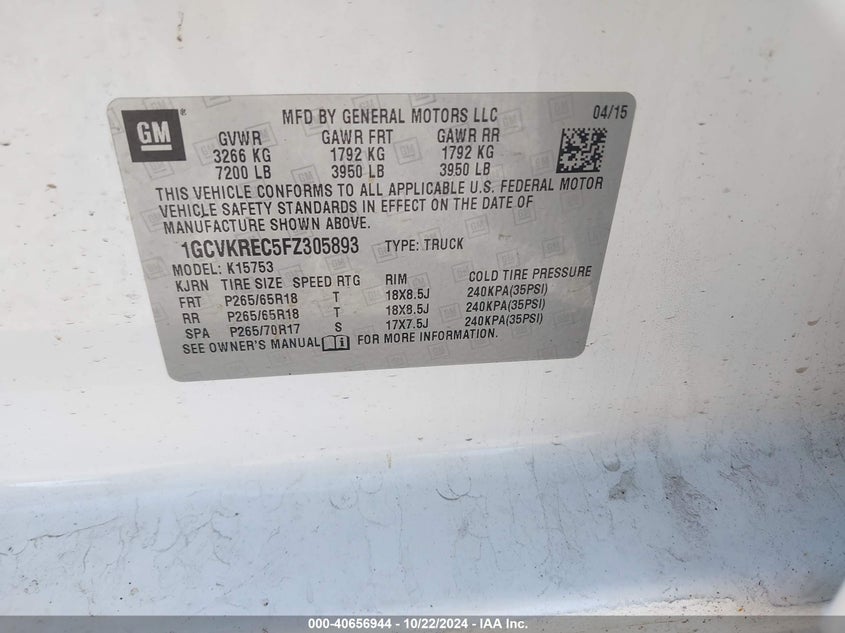 GM
®
MFD BY GENERAL MOTORS LLC 04/15
GVWR GAWR FRT GAWR RR
3266 KG 1792 KG 1792 KG
7200 LB 3950 LB 3950 LB
THIS VEHICLE CONFORMS TO ALL APPLICABLE U.S. FEDERAL MOTOR
VEHICLE SAFETY STANDARDS IN EFFECT ON THE DATE OF
MANUFACTURE SHOWN ABOVE.
1GCVKREC5FZ305893 TYPE: TRUCK
MODEL: K15753
KJRN TIRE SIZE SPEED RTG RIM COLD TIRE PRESSURE
FRT P265/65R18 T 18X8.5J 240KPA(35PSI)
RR P265/65R18 T 18X8.5J 240KPA(35PSI)
SPA P265/70R17 S 17X7.5J 240KPA(35PSI)
SEE OWNER'S MANUAL i FOR MORE INFORMATION.
000-40656944 - 10/22/2024 - IAA Inc.